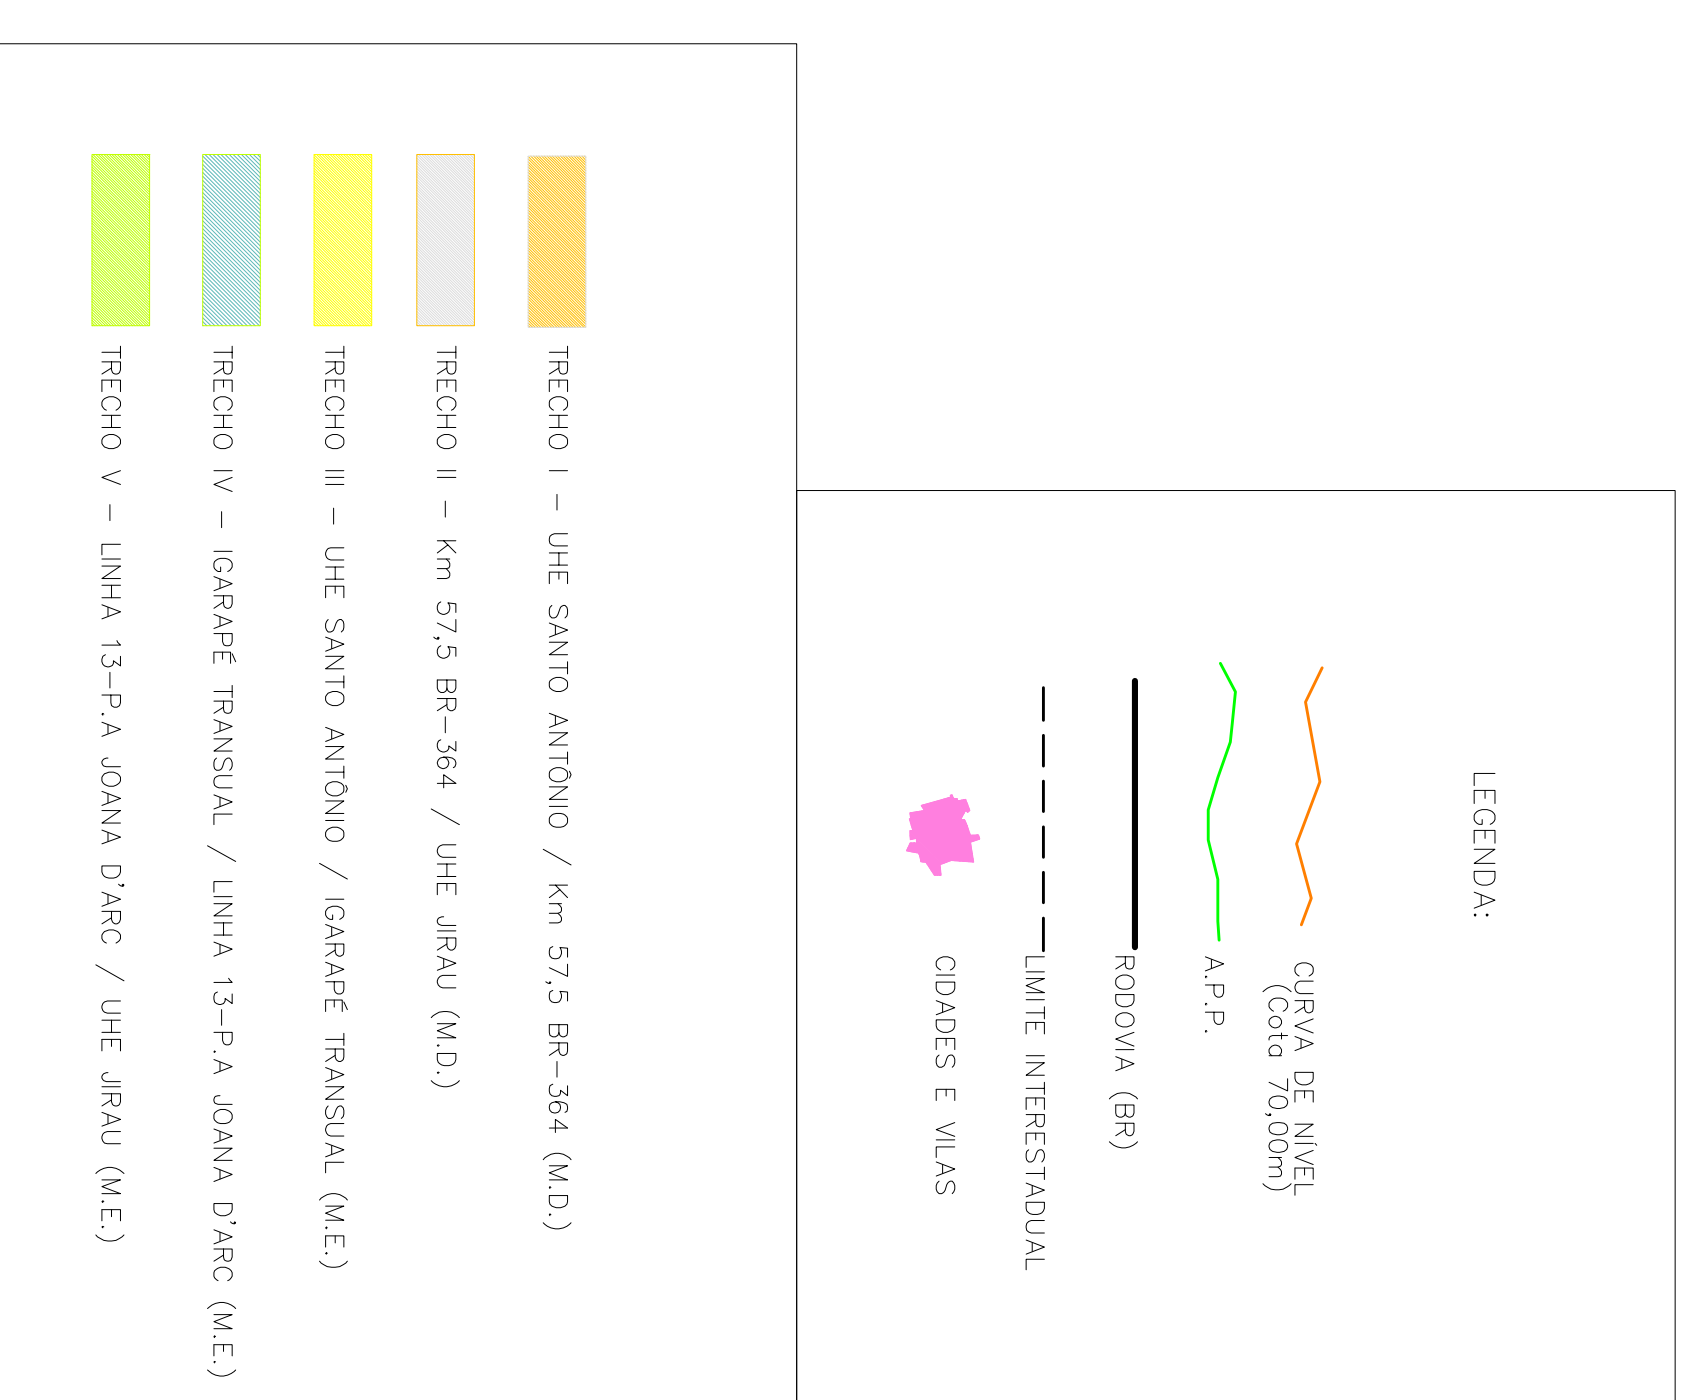 LEGENDA:
CURVA DE NÍVEL
(Cota 70,00m)
A.P.P.
RODOVIA (BR)
LIMITE INTERESTADUAL
CIDADES E VILAS
TRECHO I - UHE SANTO ANTÔNIO / Km 57,5 BR-364 (M.D.)
TRECHO II - Km 57,5 BR-364 / UHE JIRAU (M.D.)
TRECHO III - UHE SANTO ANTÔNIO / IGARAPÉ TRANSUAL (M.E.)
TRECHO IV - IGARAPÉ TRANSUAL / LINHA 13-P.A JOANA D'ARC (M.E.)
TRECHO V - LINHA 13-P.A JOANA D'ARC / UHE JIRAU (M.E.)